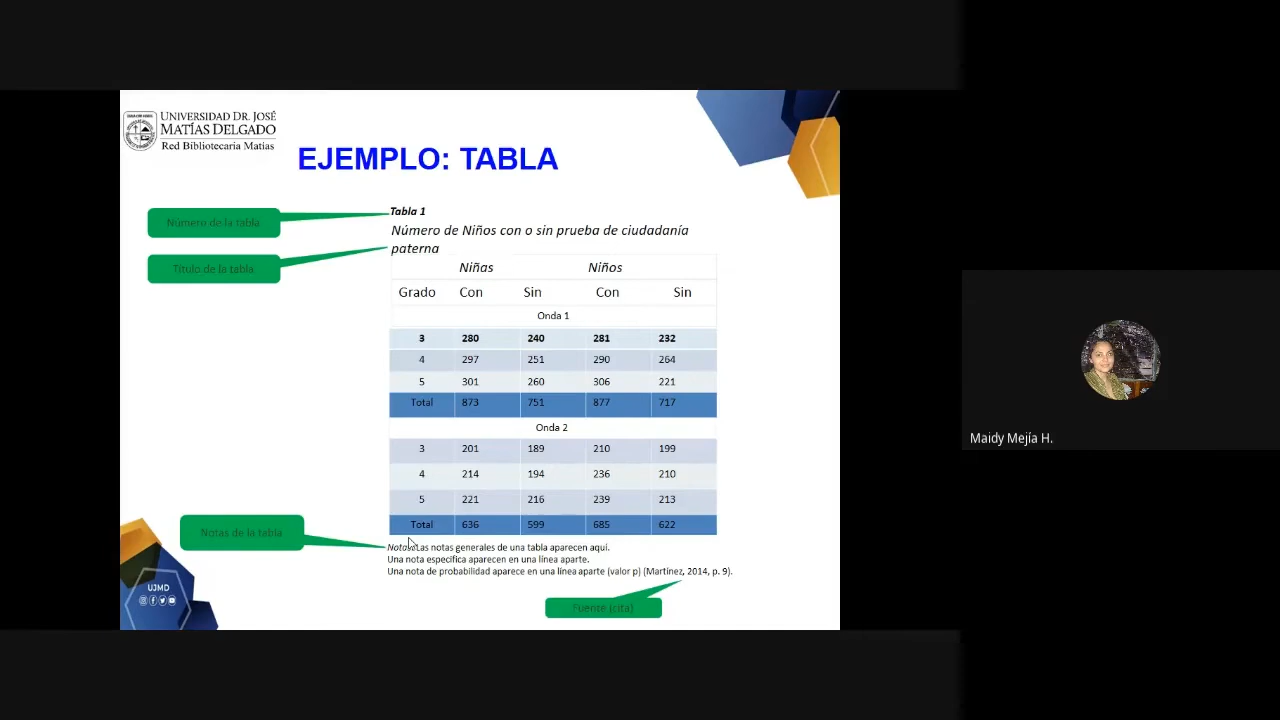 UNIVERSIDAD DR. JOSÉ
MATÍAS DELGADO
Red Bibliotecaria Matías
EJEMPLO: TABLA
Número de la tabla
Tabla 1
Título de la tabla
Número de Niños con o sin prueba de ciudadanía
paterna
Niñas Niños
Grado Con Sin Con Sin
Onda 1
3 280 240 281 232
4 297 251 290 264
5 301 260 306 221
Total 873 751 877 717
Onda 2
3 201 189 210 199
4 214 194 236 210
5 221 216 239 213
Total 636 599 685 622
Notas de la tabla
Notas: Las notas generales de una tabla aparecen aquí.
Una nota específica aparecen en una línea aparte.
Una nota de probabilidad aparece en una línea aparte (valor p) (Martínez, 2014, p. 9).
Fuente (cita)
UJMD
Maidy Mejía H.